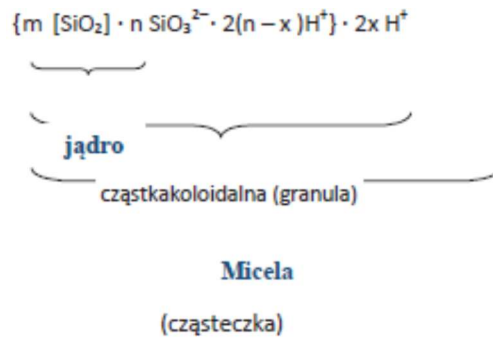 {m [SiO₂] · n SiO₃²⁻ · 2(n – x )H⁺} · 2x H⁺
jądro
cząstkakoloidalna (granula)
Micela
(cząsteczka)